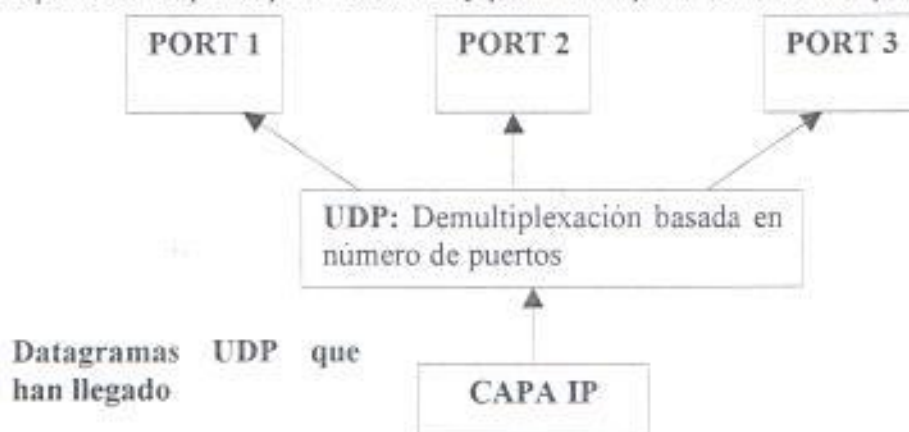 PORT 1
PORT 2
PORT 3
UDP: Demultiplexación basada en
número de puertos
Datagramas UDP que
han llegado
CAPA IP